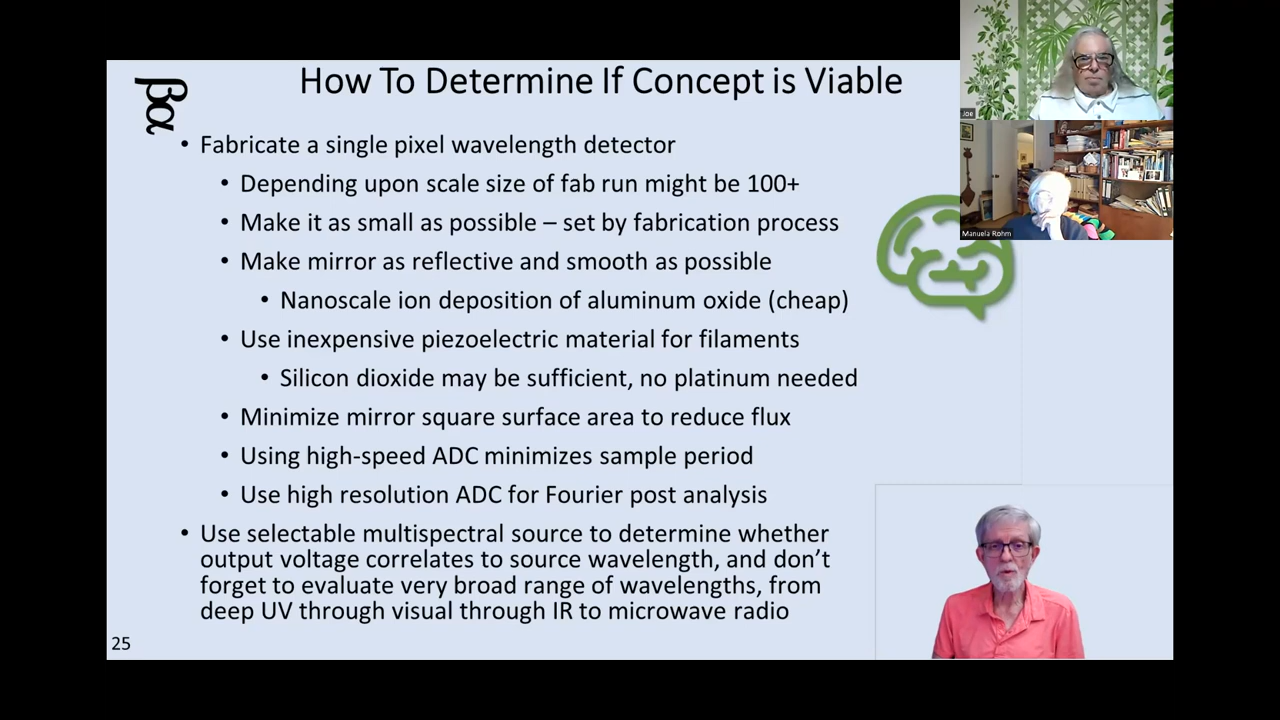 How To Determine If Concept is Viable
βα
• Fabricate a single pixel wavelength detector
• Depending upon scale size of fab run might be 100+
• Make it as small as possible – set by fabrication process
• Make mirror as reflective and smooth as possible
• Nanoscale ion deposition of aluminum oxide (cheap)
• Use inexpensive piezoelectric material for filaments
• Silicon dioxide may be sufficient, no platinum needed
• Minimize mirror square surface area to reduce flux
• Using high-speed ADC minimizes sample period
• Use high resolution ADC for Fourier post analysis
• Use selectable multispectral source to determine whether
output voltage correlates to source wavelength, and don’t
forget to evaluate very broad range of wavelengths, from
deep UV through visual through IR to microwave radio
25
Joe
Manuela Rohm